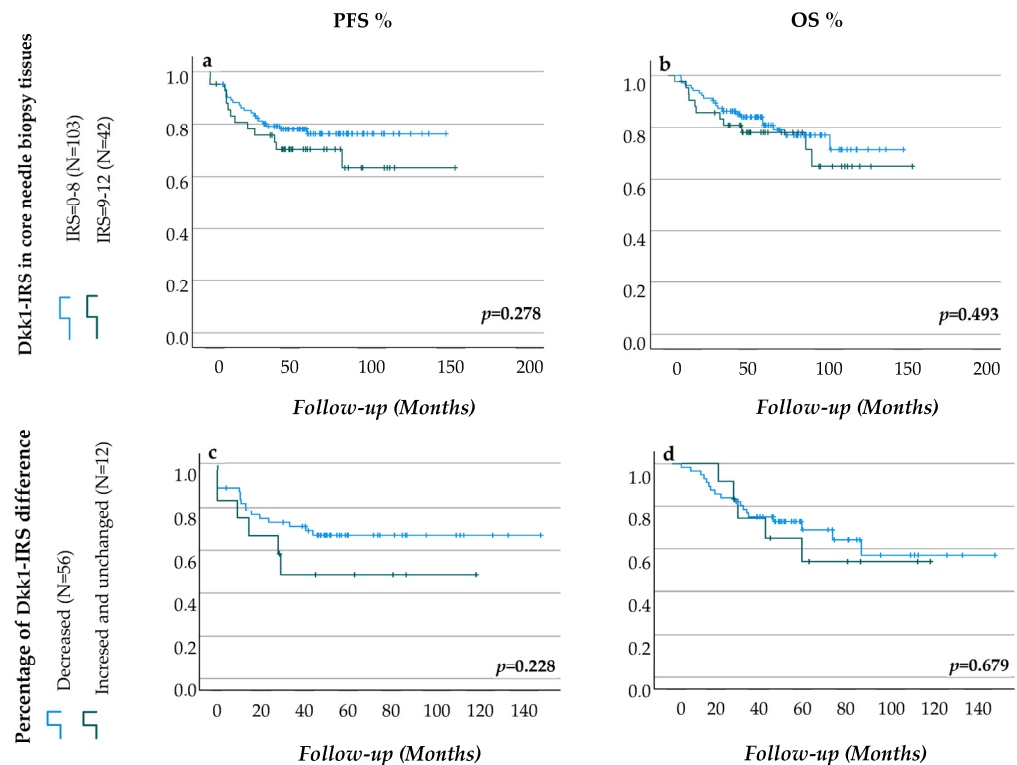 PFS %
OS %
Dkk1-IRS in core needle biopsy tissues
IRS=0-8 (N=103)
IRS=9-12 (N=42)
a
1.0
0.8
0.6
0.4
0.2
0.0
p=0.278
0 50 100 150 200
Follow-up (Months)
b
1.0
0.8
0.6
0.4
0.2
0.0
p=0.493
0 50 100 150 200
Follow-up (Months)
Percentage of Dkk1-IRS difference
Decreased (N=56)
Incresed and unchanged (N=12)
c
1.0
0.8
0.6
0.4
0.2
0.0
p=0.228
0 20 40 60 80 100 120 140
Follow-up (Months)
d
1.0
0.8
0.6
0.4
0.2
0.0
p=0.679
0 20 40 60 80 100 120 140
Follow-up (Months)